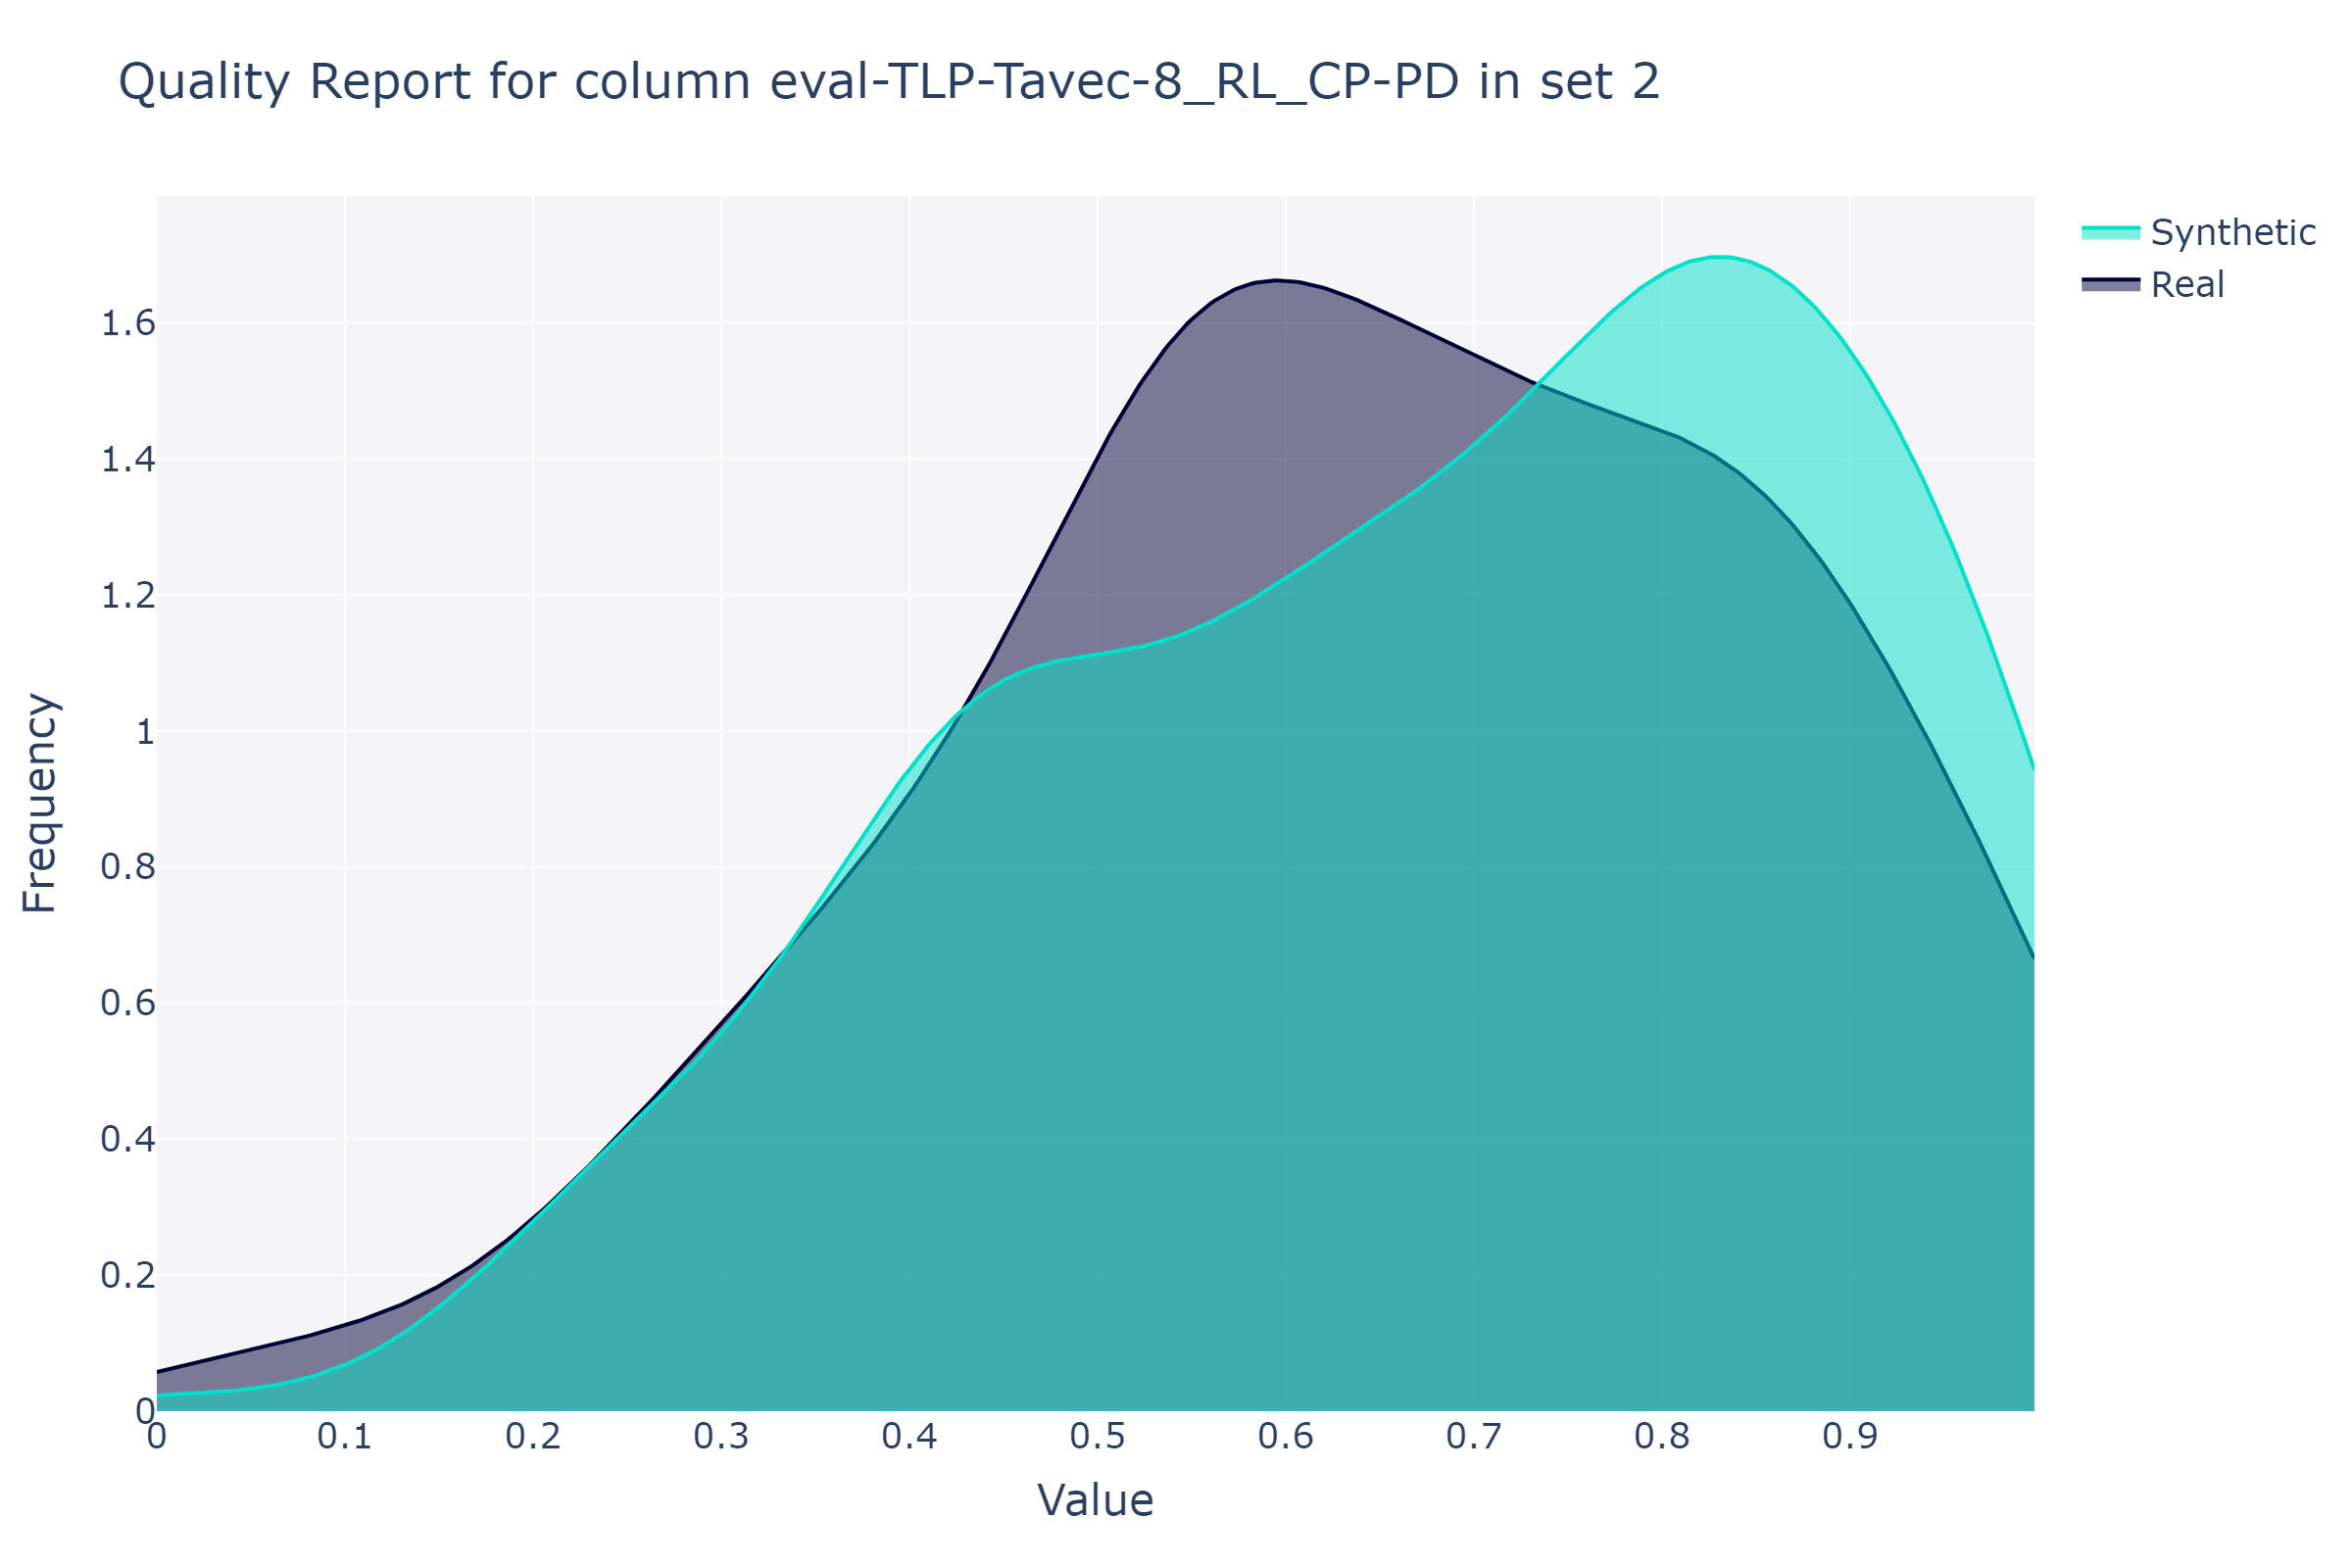 Quality Report for column eval-TLP-Tavec-8_RL_CP-PD in set 2
Synthetic
Real
1.6
1.4
1.2
1
0.8
0.6
0.4
0.2
0
Frequency
0 0.1 0.2 0.3 0.4 0.5 0.6 0.7 0.8 0.9
Value